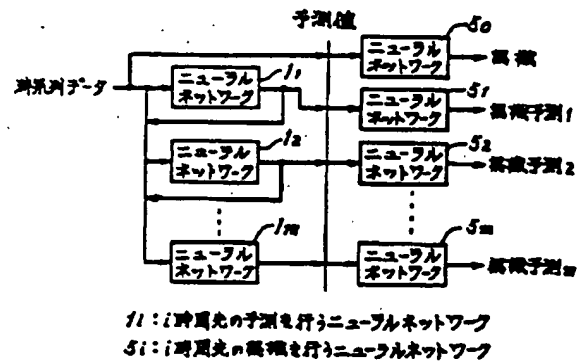 予測値
時系列データ
ニューラル
ネットワーク
50
認識
ニューラル
ネットワーク
11
ニューラル
ネットワーク
51
認識予測1
ニューラル
ネットワーク
12
ニューラル
ネットワーク
52
認識予測2
ニューラル
ネットワーク
1m
ニューラル
ネットワーク
5m
認識予測m
1i:i時間先の予測を行うニューラルネットワーク
5i:i時間先の認識を行うニューラルネットワーク